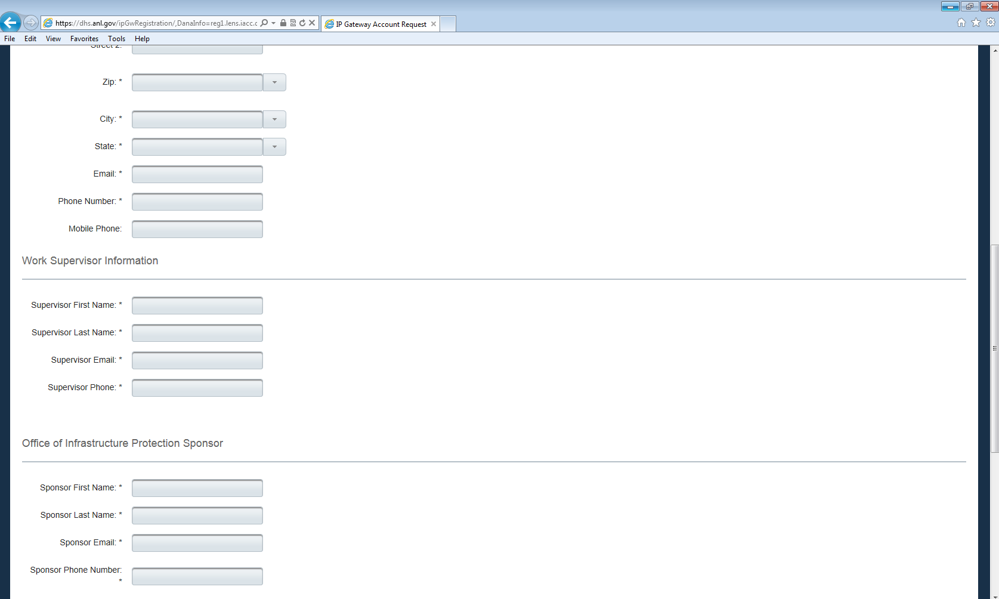 https://dhs.anl.gov/ipGwRegistration/,DanaInfo=reg1.lens.iacc.c
IP Gateway Account Request
File Edit View Favorites Tools Help
Street 2:
Zip: *
City: *
State: *
Email: *
Phone Number: *
Mobile Phone:
Work Supervisor Information
Supervisor First Name: *
Supervisor Last Name: *
Supervisor Email: *
Supervisor Phone: *
Office of Infrastructure Protection Sponsor
Sponsor First Name: *
Sponsor Last Name: *
Sponsor Email: *
Sponsor Phone Number:
*